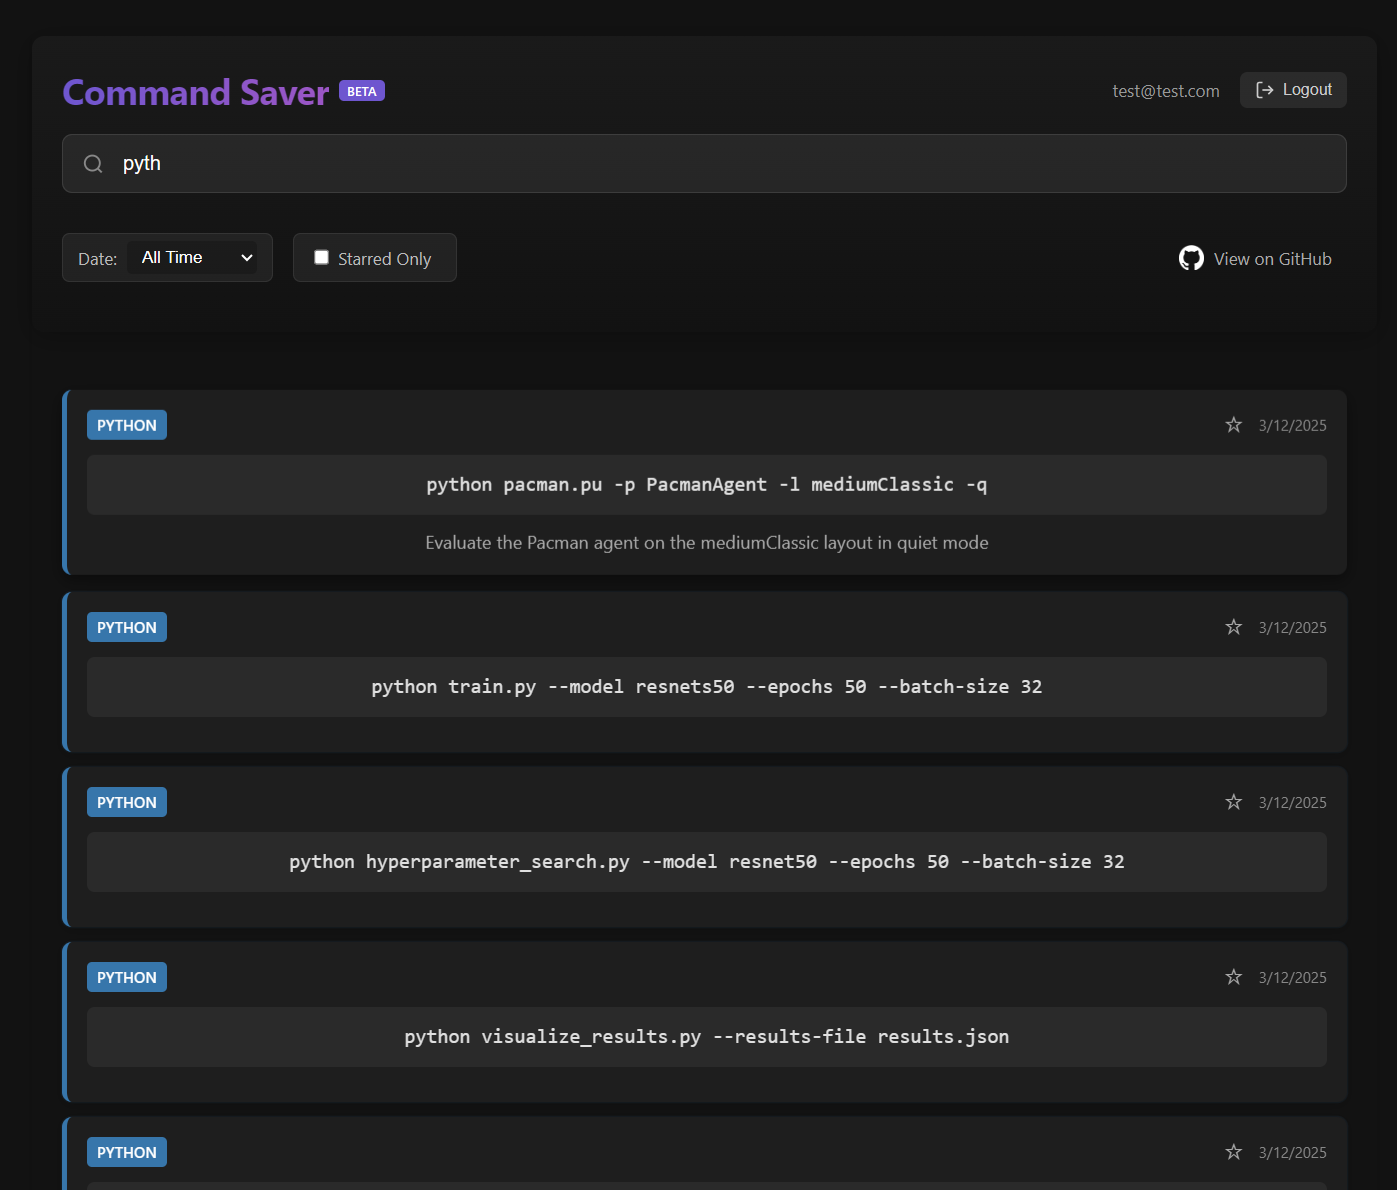 Command Saver BETA
test@test.com
Logout
pyth
Date: All Time
Starred Only
View on GitHub
PYTHON
3/12/2025
python pacman.pu -p PacmanAgent -l mediumClassic -q
Evaluate the Pacman agent on the mediumClassic layout in quiet mode
PYTHON
3/12/2025
python train.py --model resnets50 --epochs 50 --batch-size 32
PYTHON
3/12/2025
python hyperparameter_search.py --model resnet50 --epochs 50 --batch-size 32
PYTHON
3/12/2025
python visualize_results.py --results-file results.json
PYTHON
3/12/2025